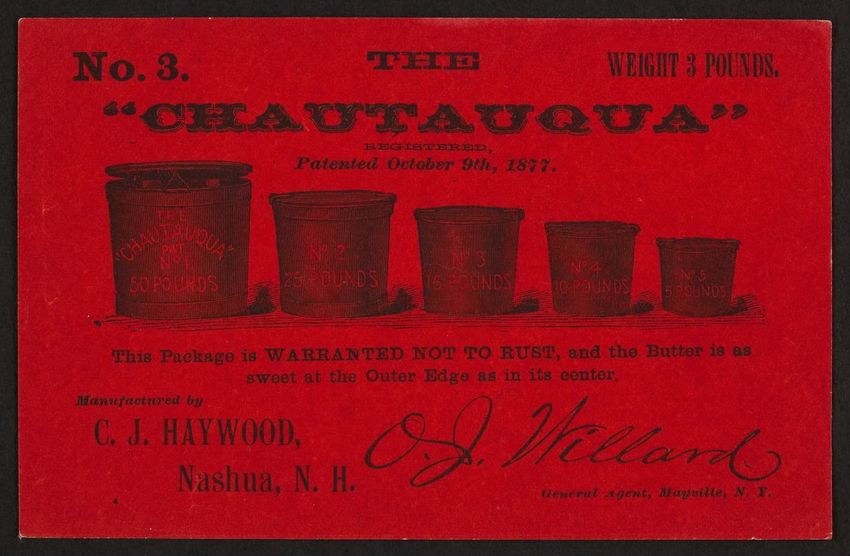 No. 3.
THE
WEIGHT 3 POUNDS.
"CHAUTAUQUA"
REGISTERED,
Patented October 9th, 1877.
THE
"CHAUTAUQUA"
PAT
Nº 1
50 POUNDS
Nº 2
25 POUNDS
Nº 3
15 POUNDS
Nº 4
10 POUNDS
Nº 5
5 POUNDS
This Package is WARRANTED NOT TO RUST, and the Butter is as
sweet at the Outer Edge as in its center.
Manufactured by
C. J. HAYWOOD,
Nashua, N. H.
O. J. Willard
General Agent, Mayville, N. Y.